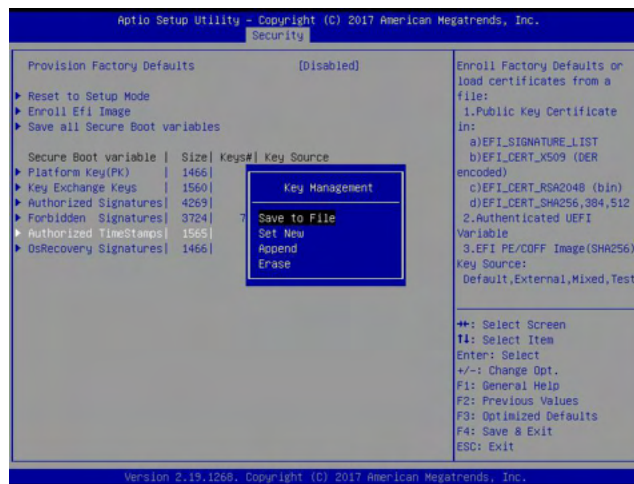 Aptio Setup Utility – Copyright (C) 2017 American Megatrends, Inc.
Security
Provision Factory Defaults [Disabled]
▶ Reset to Setup Mode
▶ Enroll Efi Image
▶ Save all Secure Boot variables
Secure Boot variable | Size| Keys#| Key Source
▶ Platform Key(PK) | 1466|
▶ Key Exchange Keys | 1560|
▶ Authorized Signatures| 4269|
▶ Forbidden Signatures| 3724| 7
▶ Authorized TimeStamps| 1565|
▶ OsRecovery Signatures| 1466|
Key Management
Save to File
Set New
Append
Erase
Enroll Factory Defaults or
load certificates from a
file:
1.Public Key Certificate
in:
a)EFI_SIGNATURE_LIST
b)EFI_CERT_X509 (DER
encoded)
c)EFI_CERT_RSA2048 (bin)
d)EFI_CERT_SHA256,384,512
2.Authenticated UEFI
Variable
3.EFI PE/COFF Image(SHA256)
Key Source:
Default,External,Mixed,Test
↔: Select Screen
↑↓: Select Item
Enter: Select
+/-: Change Opt.
F1: General Help
F2: Previous Values
F3: Optimized Defaults
F4: Save & Exit
ESC: Exit
Version 2.19.1268. Copyright (C) 2017 American Megatrends, Inc.